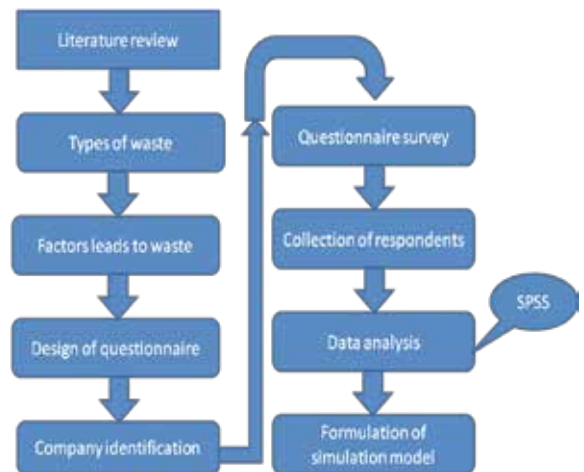 Literature review
Types of waste
Factors leads to waste
Design of questionnaire
Company identification
Questionnaire survey
Collection of respondents
Data analysis
SPSS
Formulation of
simulation model